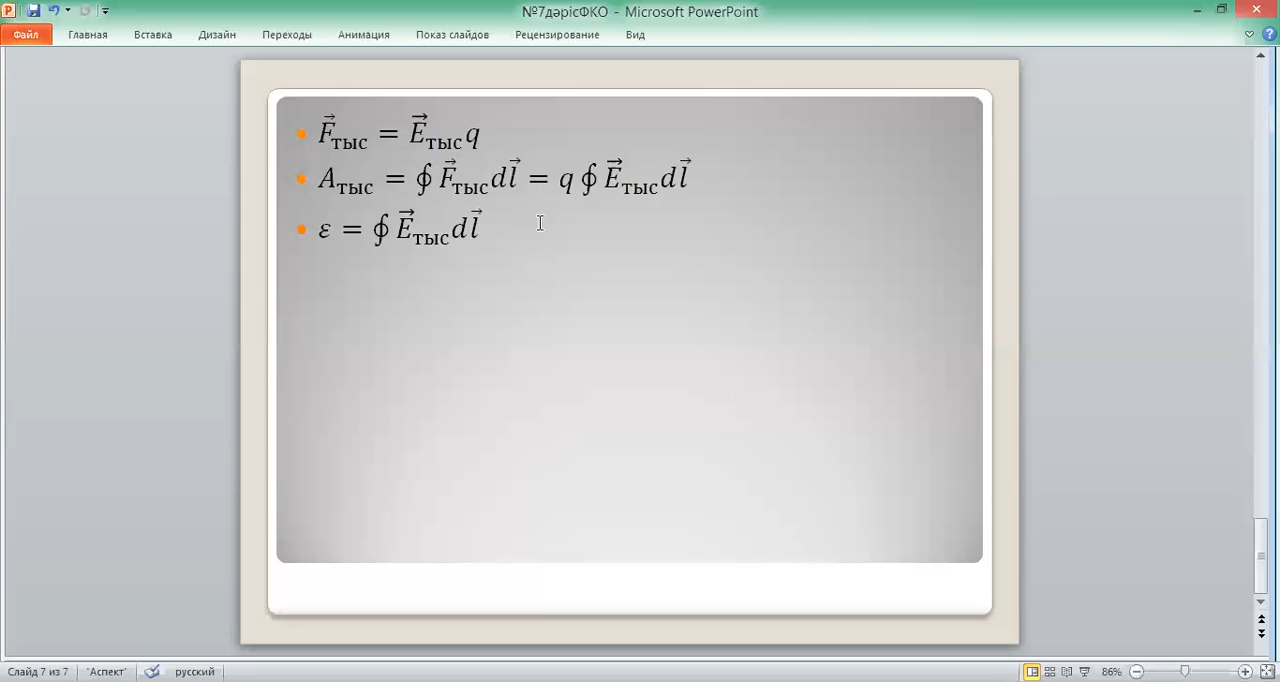 №7дәрісФКО - Microsoft PowerPoint
Файл Главная Вставка Дизайн Переходы Анимация Показ слайдов Рецензирование Вид
• F⃗тыс = E⃗тыс q
• Aтыс = ∮ F⃗тыс dl⃗ = q ∮ E⃗тыс dl⃗
• ε = ∮ E⃗тыс dl⃗
Слайд 7 из 7 "Аспект" русский 86%